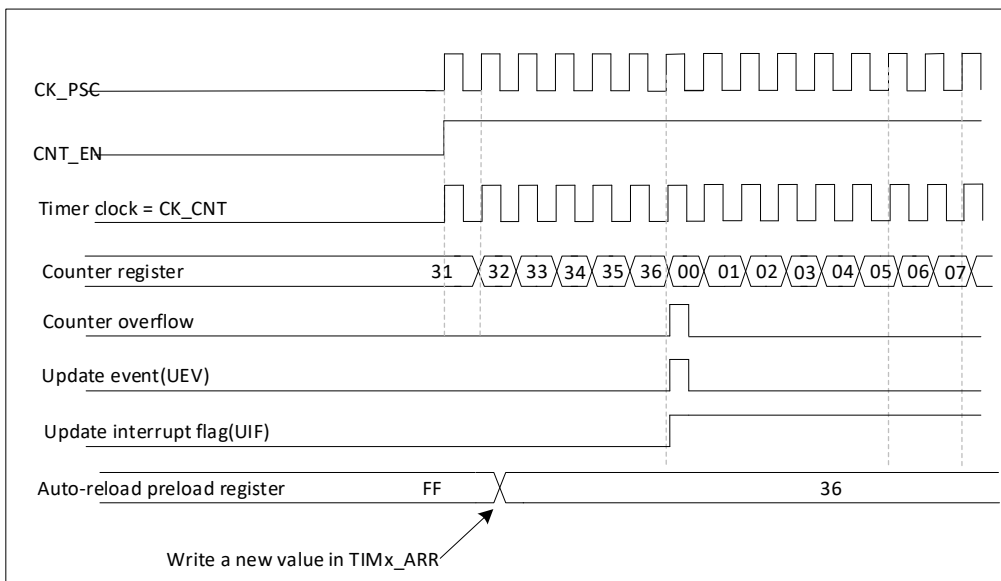 CK_PSC
CNT_EN
Timer clock = CK_CNT
Counter register 31 32 33 34 35 36 00 01 02 03 04 05 06 07
Counter overflow
Update event(UEV)
Update interrupt flag(UIF)
Auto-reload preload register FF 36
Write a new value in TIMx_ARR